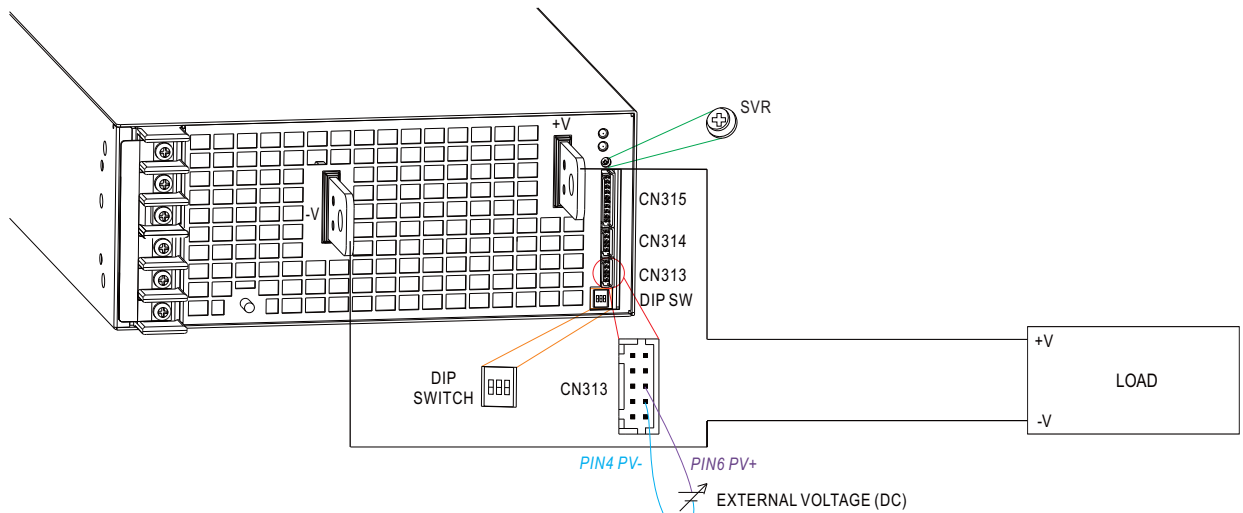 SVR
+V
CN315
-V
CN314
CN313
DIP SW
+V
LOAD
DIP
SWITCH
CN313
-V
PIN4 PV-
PIN6 PV+
EXTERNAL VOLTAGE (DC)